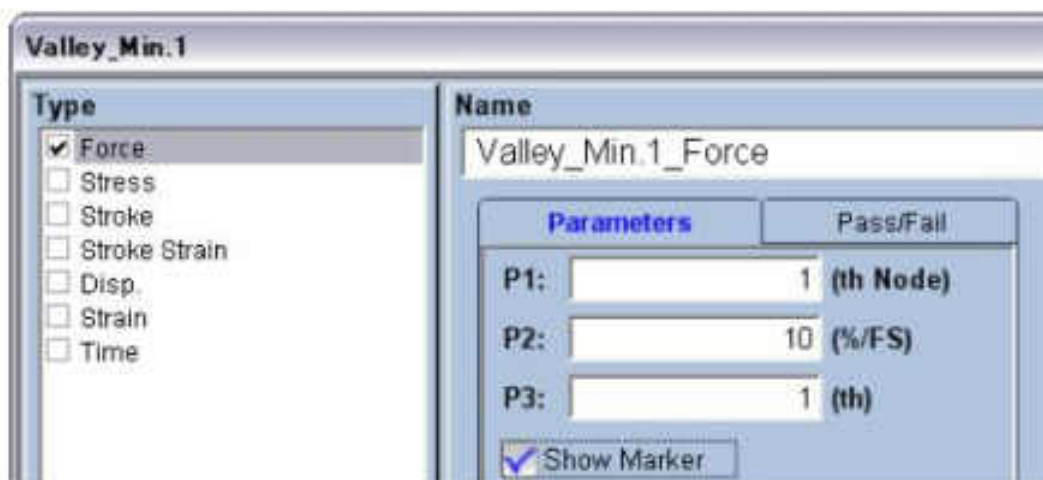 Valley_Min.1
Type
Force
Stress
Stroke
Stroke Strain
Disp.
Strain
Time
Name
Valley_Min.1_Force
Parameters
Pass/Fail
P1: 1 (th Node)
P2: 10 (%/FS)
P3: 1 (th)
Show Marker